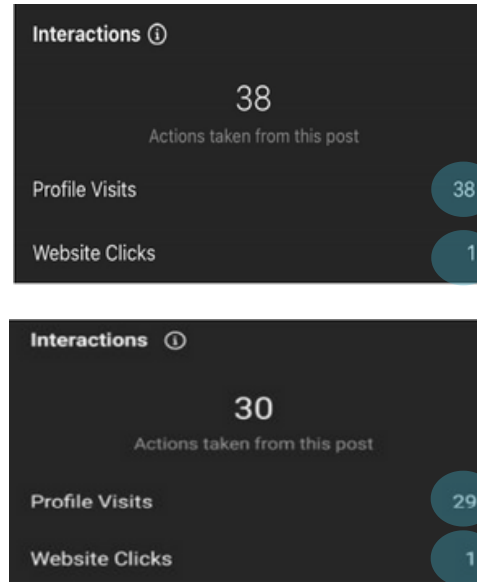 Interactions ⓘ
38
Actions taken from this post
Profile Visits 38
Website Clicks 1
Interactions ⓘ
30
Actions taken from this post
Profile Visits 29
Website Clicks 1